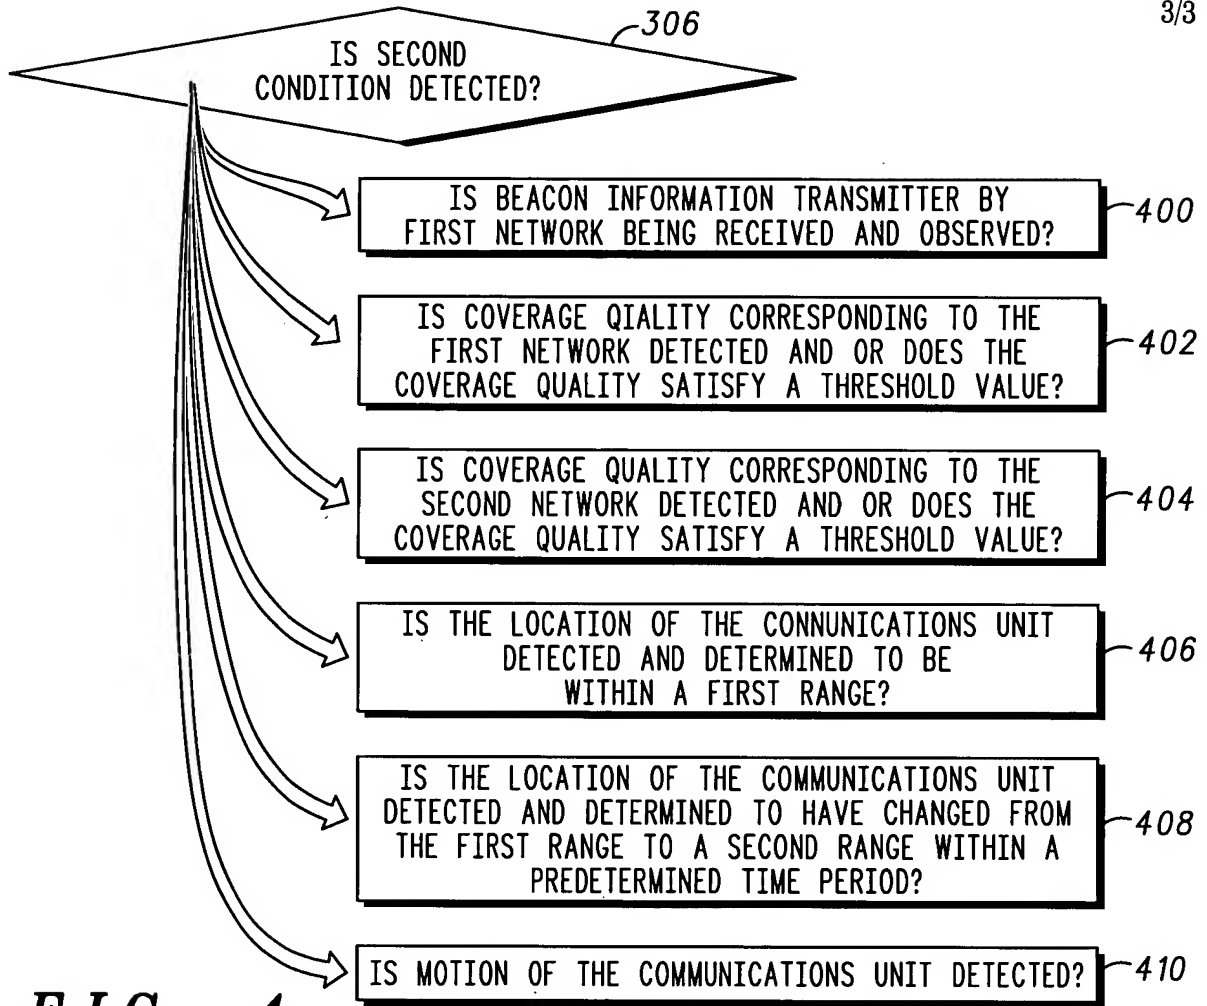 3/3
306
IS SECOND
CONDITION DETECTED?
IS BEACON INFORMATION TRANSMITTER BY
FIRST NETWORK BEING RECEIVED AND OBSERVED?
400
IS COVERAGE QIALITY CORRESPONDING TO THE
FIRST NETWORK DETECTED AND OR DOES THE
COVERAGE QUALITY SATISFY A THRESHOLD VALUE?
402
IS COVERAGE QUALITY CORRESPONDING TO THE
SECOND NETWORK DETECTED AND OR DOES THE
COVERAGE QUALITY SATISFY A THRESHOLD VALUE?
404
IS THE LOCATION OF THE CONNUNICATIONS UNIT
DETECTED AND DETERMINED TO BE
WITHIN A FIRST RANGE?
406
IS THE LOCATION OF THE COMMUNICATIONS UNIT
DETECTED AND DETERMINED TO HAVE CHANGED FROM
THE FIRST RANGE TO A SECOND RANGE WITHIN A
PREDETERMINED TIME PERIOD?
408
IS MOTION OF THE COMMUNICATIONS UNIT DETECTED?
410
FIG. 4